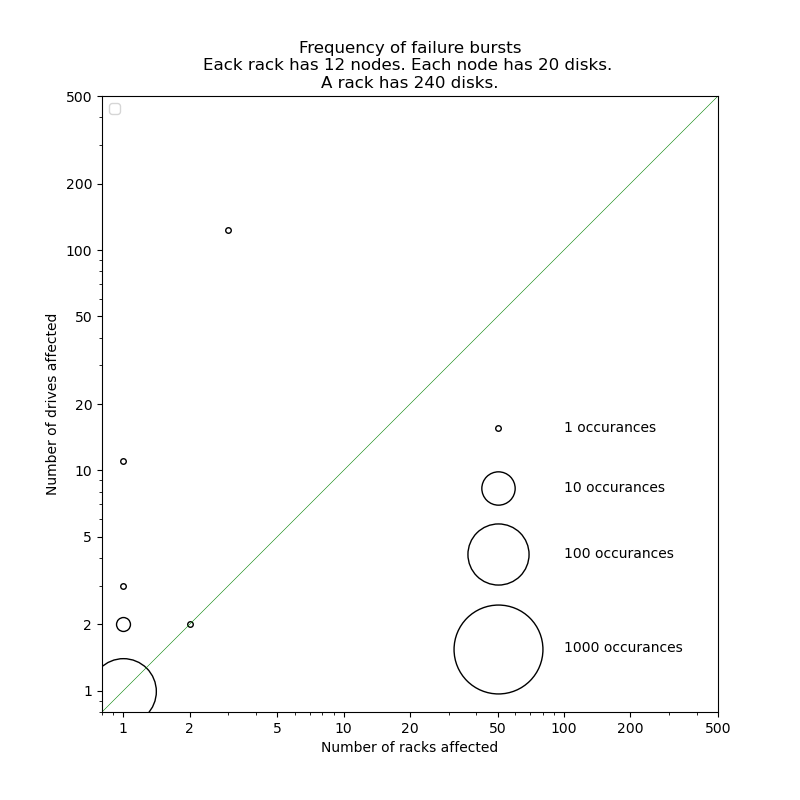 Frequency of failure bursts
Eack rack has 12 nodes. Each node has 20 disks.
A rack has 240 disks.
500
200
100
50
20
10
5
2
1
Number of drives affected
1 occurances
10 occurances
100 occurances
1000 occurances
1 2 5 10 20 50 100 200 500
Number of racks affected